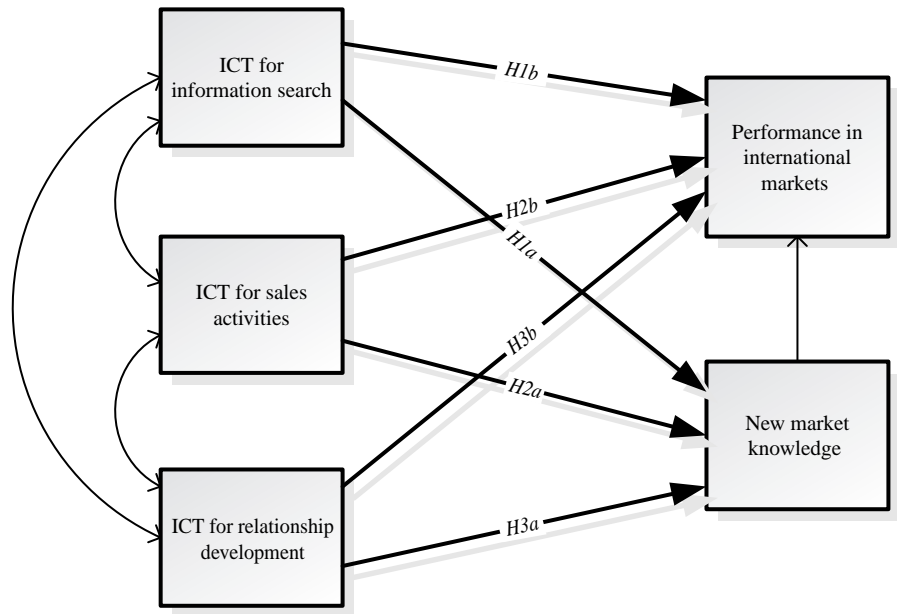 ICT for
information search
H1b
Performance in
international
markets
H2b
H1a
ICT for sales
activities
H3b
H2a
New market
knowledge
ICT for relationship
development
H3a